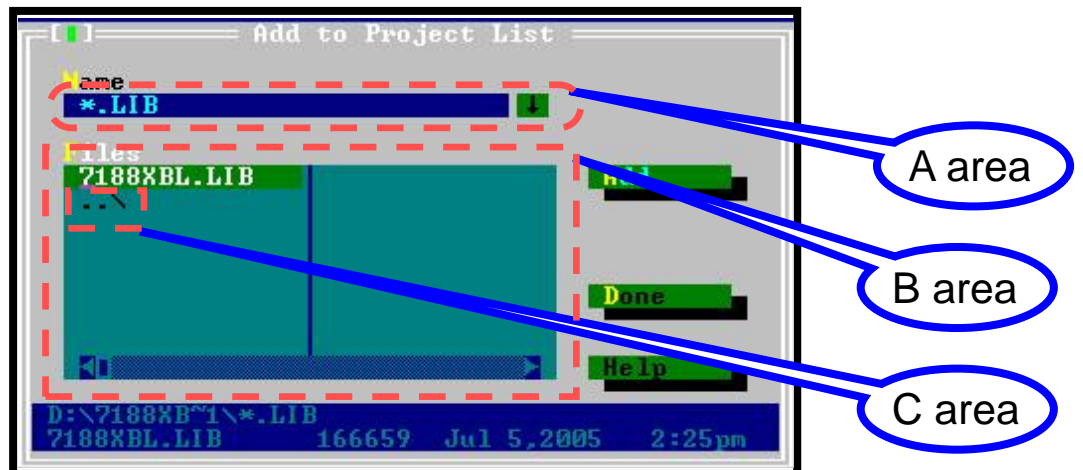 Add to Project List
Name
*.LIB
Files
7188XBL.LIB
..\
Add
Done
Help
D:\7188XB~1\*.LIB
7188XBL.LIB 166659 Jul 5,2005 2:25pm
A area
B area
C area